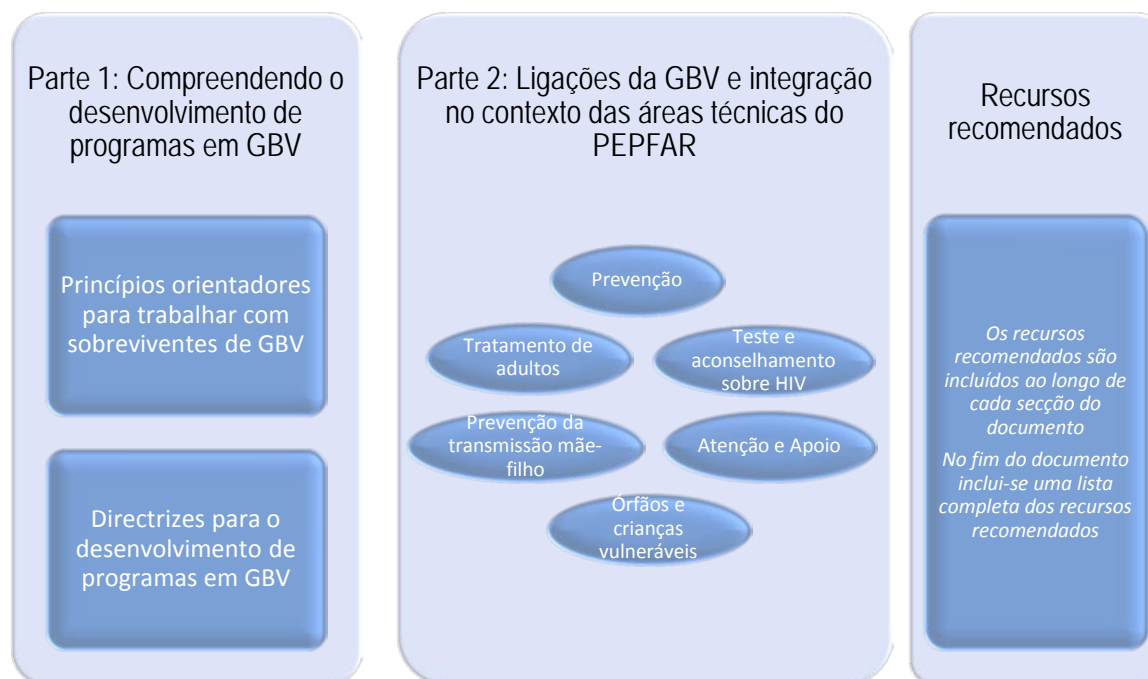 Parte 1: Compreendendo o
desenvolvimento de
programas em GBV
Princípios orientadores
para trabalhar com
sobreviventes de GBV
Directrizes para o
desenvolvimento de
programas em GBV
Parte 2: Ligações da GBV e integração
no contexto das áreas técnicas do
PEPFAR
Prevenção
Tratamento de
adultos
Teste e
aconselhamento
sobre HIV
Prevenção da
transmissão mãe-
filho
Atenção e Apoio
Órfãos e
crianças
vulneráveis
Recursos
recomendados
Os recursos
recomendados são
incluídos ao longo de
cada secção do
documento
No fim do documento
inclui-se uma lista
completa dos recursos
recomendados